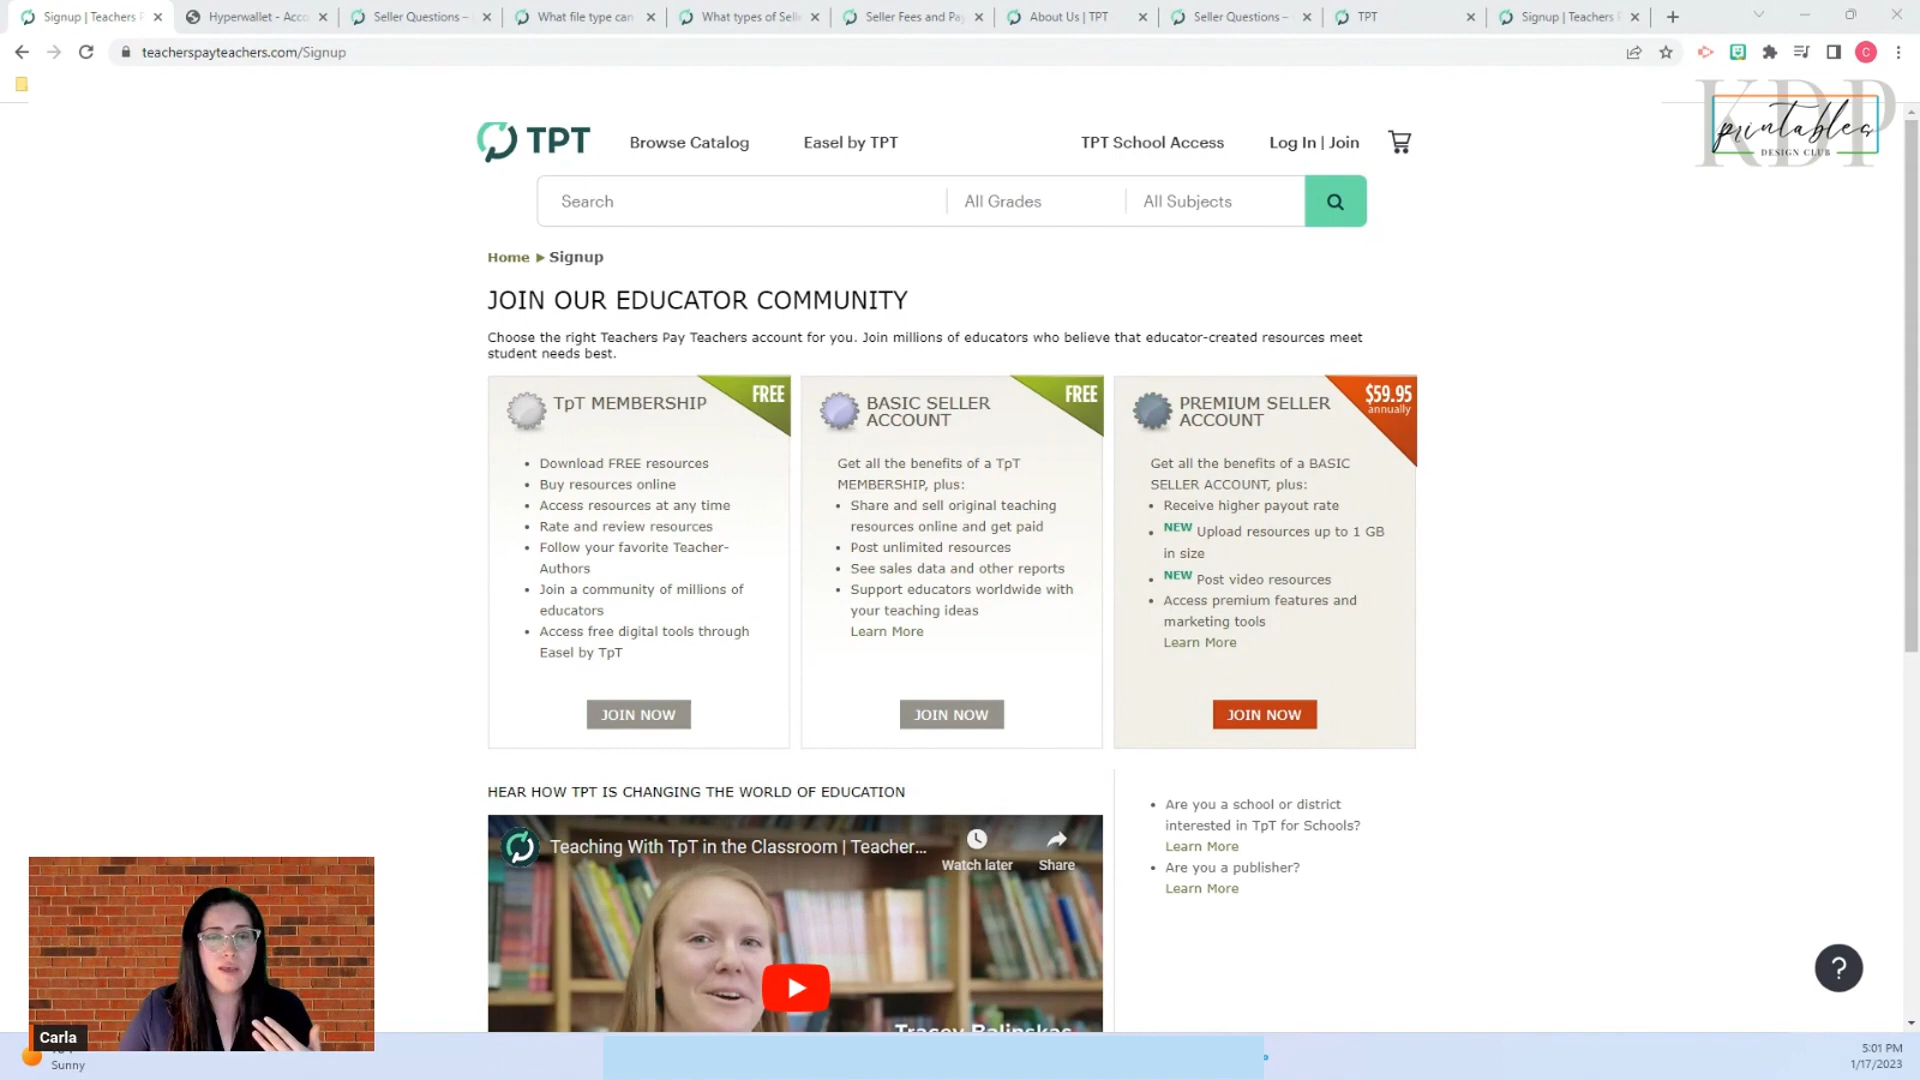 Signup | Teachers P
Hyperwallet - Acco
Seller Questions –
What file type can
What types of Selle
Seller Fees and Pay
About Us | TPT
Seller Questions –
TPT
Signup | Teachers P
teacherspayteachers.com/Signup
C
KDP
printables
DESIGN CLUB
TPT
Browse Catalog
Easel by TPT
TPT School Access
Log In | Join
Search
All Grades
All Subjects
Home ▸ Signup
JOIN OUR EDUCATOR COMMUNITY
Choose the right Teachers Pay Teachers account for you. Join millions of educators who believe that educator-created resources meet
student needs best.
TpT MEMBERSHIP
FREE
• Download FREE resources
• Buy resources online
• Access resources at any time
• Rate and review resources
• Follow your favorite Teacher-
Authors
• Join a community of millions of
educators
• Access free digital tools through
Easel by TpT
JOIN NOW
BASIC SELLER
ACCOUNT
FREE
Get all the benefits of a TpT
MEMBERSHIP, plus:
• Share and sell original teaching
resources online and get paid
• Post unlimited resources
• See sales data and other reports
• Support educators worldwide with
your teaching ideas
Learn More
JOIN NOW
PREMIUM SELLER
ACCOUNT
$59.95
annually
Get all the benefits of a BASIC
SELLER ACCOUNT, plus:
• Receive higher payout rate
• NEW Upload resources up to 1 GB
in size
• NEW Post video resources
• Access premium features and
marketing tools
Learn More
JOIN NOW
HEAR HOW TPT IS CHANGING THE WORLD OF EDUCATION
Teaching With TpT in the Classroom | Teacher...
Watch later
Share
Tracey Balinskas
• Are you a school or district
interested in TpT for Schools?
Learn More
• Are you a publisher?
Learn More
?
Carla
Sunny
5:01 PM
1/17/2023